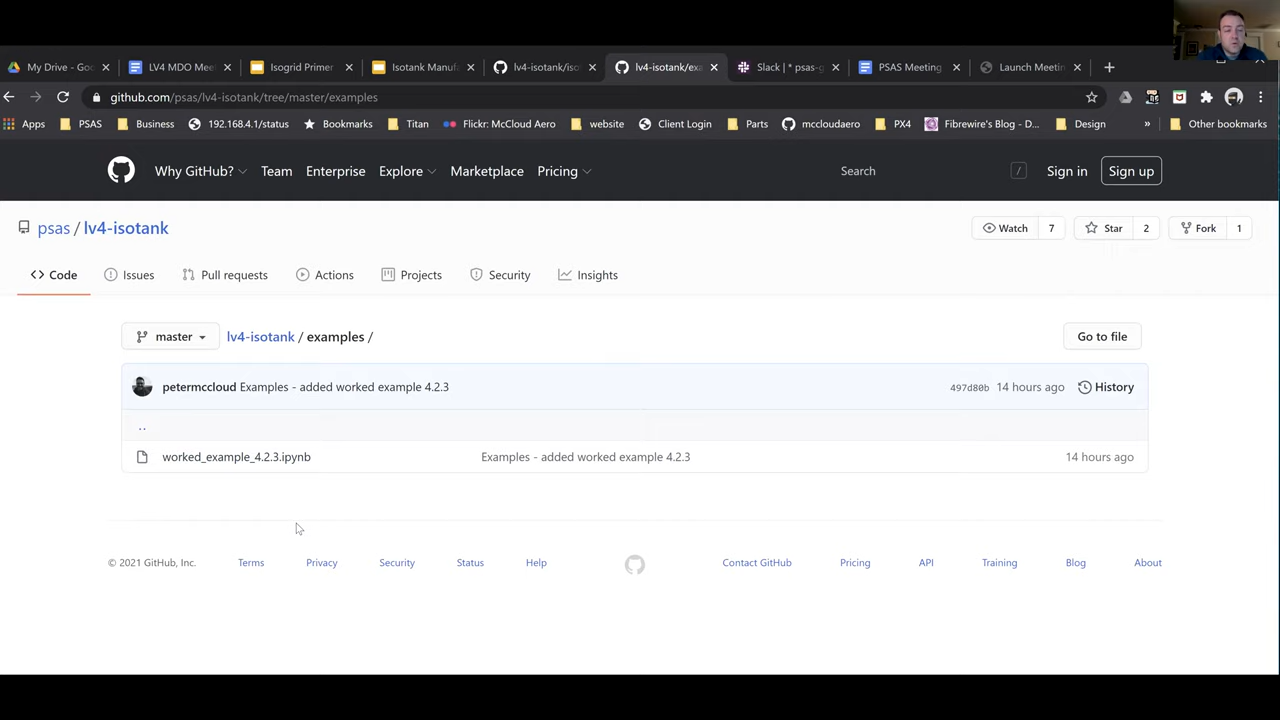 My Drive - Goo
LV4 MDO Mee
Isogrid Primer
Isotank Manufa
lv4-isotank/iso
lv4-isotank/exa
Slack | * psas-g
PSAS Meeting
Launch Meetin
github.com/psas/lv4-isotank/tree/master/examples
Apps
PSAS
Business
192.168.4.1/status
Bookmarks
Titan
Flickr: McCloud Aero
website
Client Login
Parts
mccloudaero
PX4
Fibrewire's Blog - D...
Design
»
Other bookmarks
Why GitHub?
Team
Enterprise
Explore
Marketplace
Pricing
Search
/
Sign in
Sign up
psas / lv4-isotank
Watch 7
Star 2
Fork 1
<> Code
Issues
Pull requests
Actions
Projects
Security
Insights
master
lv4-isotank / examples /
Go to file
petermccloud Examples - added worked example 4.2.3
497d80b 14 hours ago
History
..
worked_example_4.2.3.ipynb
Examples - added worked example 4.2.3
14 hours ago
© 2021 GitHub, Inc.
Terms
Privacy
Security
Status
Help
Contact GitHub
Pricing
API
Training
Blog
About